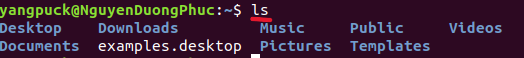 yangpuck@NguyenDuongPhuc:~$ ls
Desktop Downloads Music Public Videos
Documents examples.desktop Pictures Templates